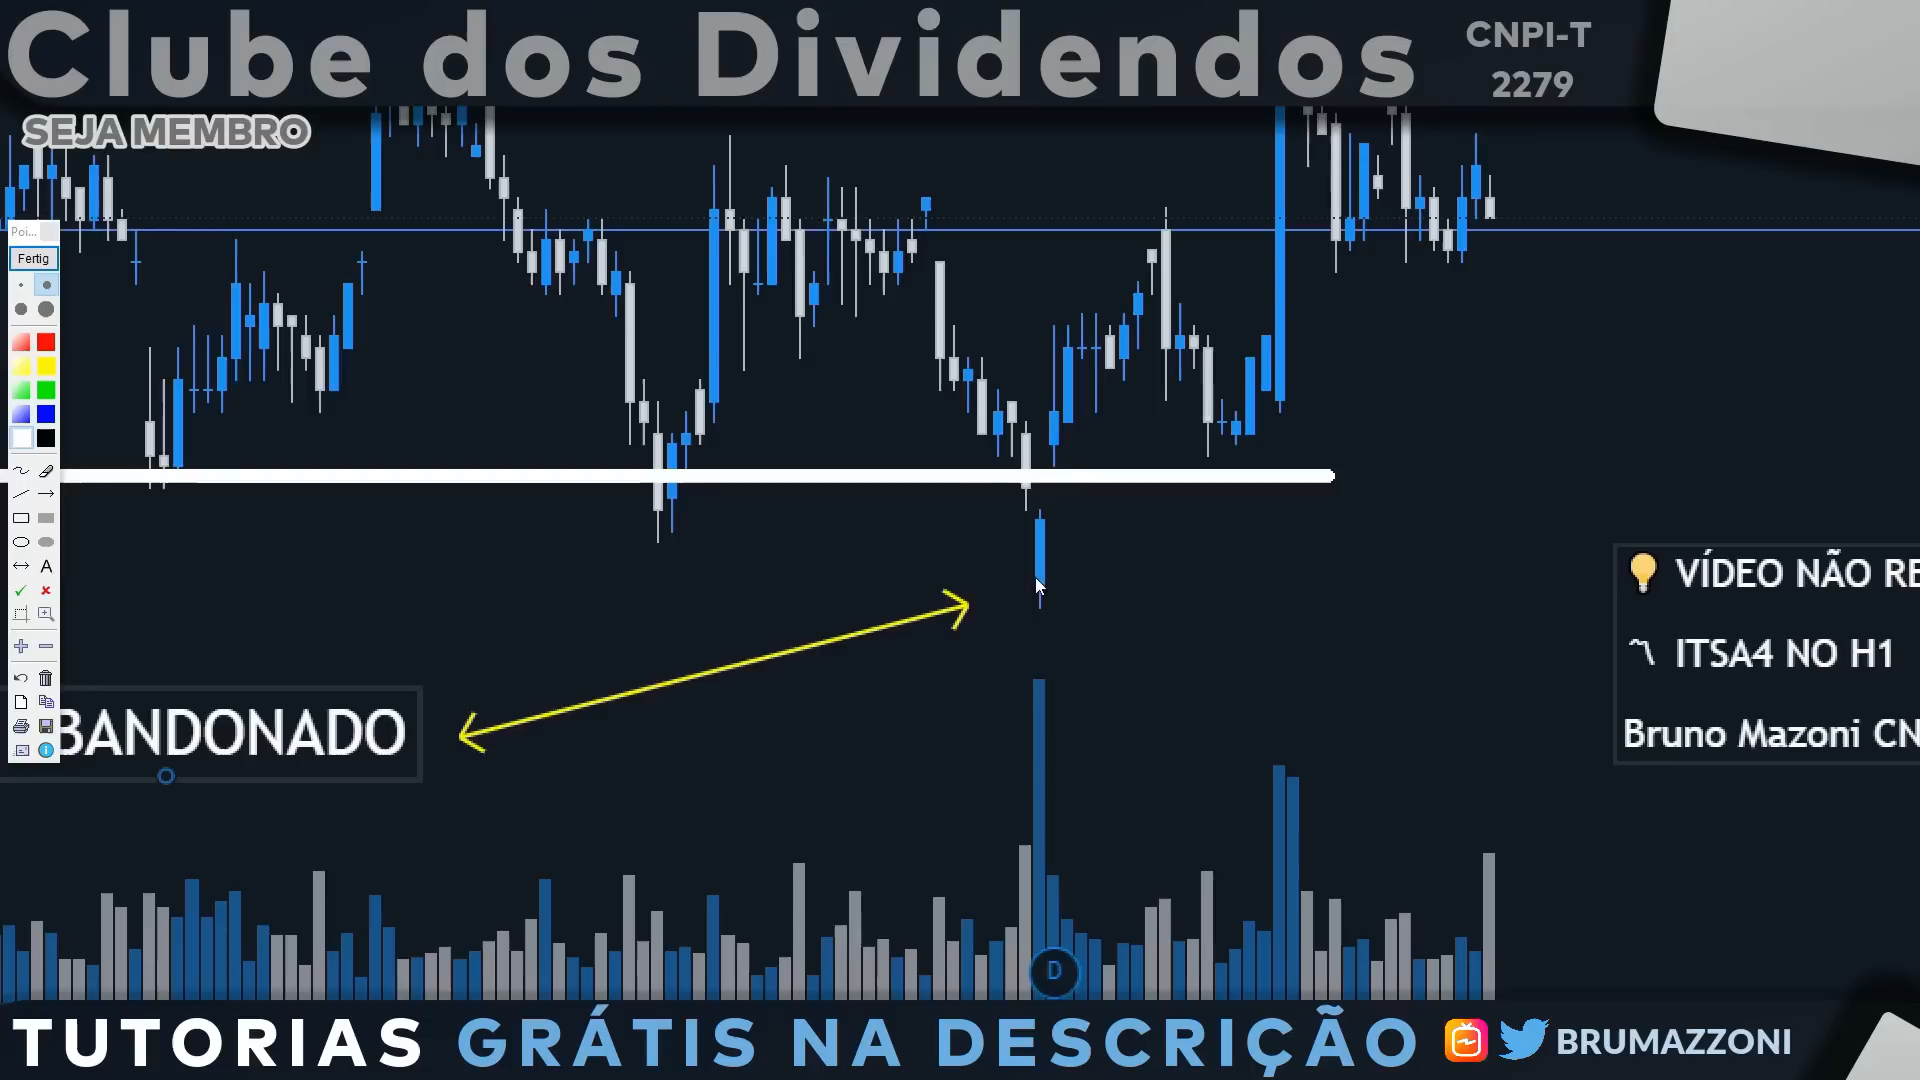 Clube dos Dividendos
CNPI-T
2279
SEJA MEMBRO
Poi...
Fertig
A
VÍDEO NÃO RE
ITSA4 NO H1
BANDONADO
Bruno Mazoni CN
D
TUTORIAS GRÁTIS NA DESCRIÇÃO
BRUMAZZONI